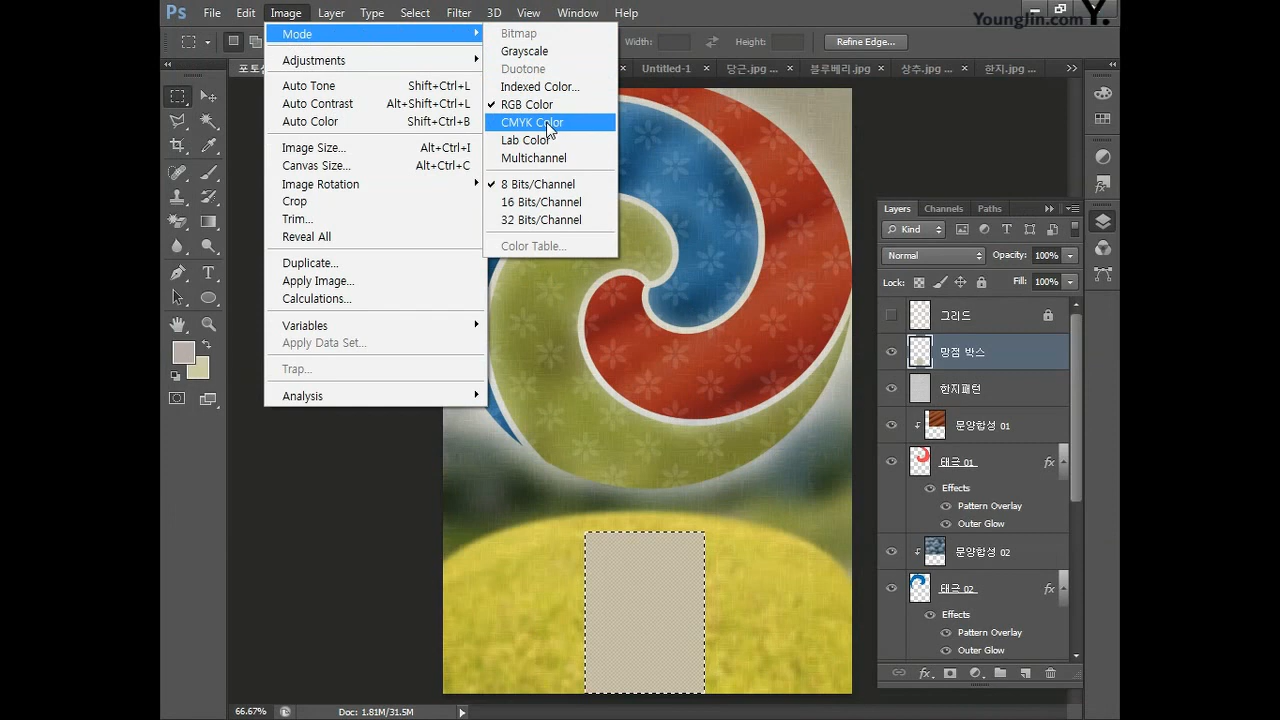 Ps File Edit Image Layer Type Select Filter 3D View Window Help
YoungJin.com Y.
Width: Height: Refine Edge...
Untitled-1 × 당근.jpg ... × 블루베리.jpg × 상추.jpg ... × 한지.jpg ...
Mode
Adjustments
Auto Tone Shift+Ctrl+L
Auto Contrast Alt+Shift+Ctrl+L
Auto Color Shift+Ctrl+B
Image Size... Alt+Ctrl+I
Canvas Size... Alt+Ctrl+C
Image Rotation
Crop
Trim...
Reveal All
Duplicate...
Apply Image...
Calculations...
Variables
Apply Data Set...
Trap...
Analysis
Bitmap
Grayscale
Duotone
Indexed Color...
RGB Color
CMYK Color
Lab Color
Multichannel
8 Bits/Channel
16 Bits/Channel
32 Bits/Channel
Color Table...
Layers Channels Paths
Kind
Normal Opacity: 100%
Lock: Fill: 100%
그리드
망점 박스
한지패턴
문양합성 01
태극 01 fx
Effects
Pattern Overlay
Outer Glow
문양합성 02
태극 02 fx
Effects
Pattern Overlay
Outer Glow
66.67% Doc: 1.81M/31.5M